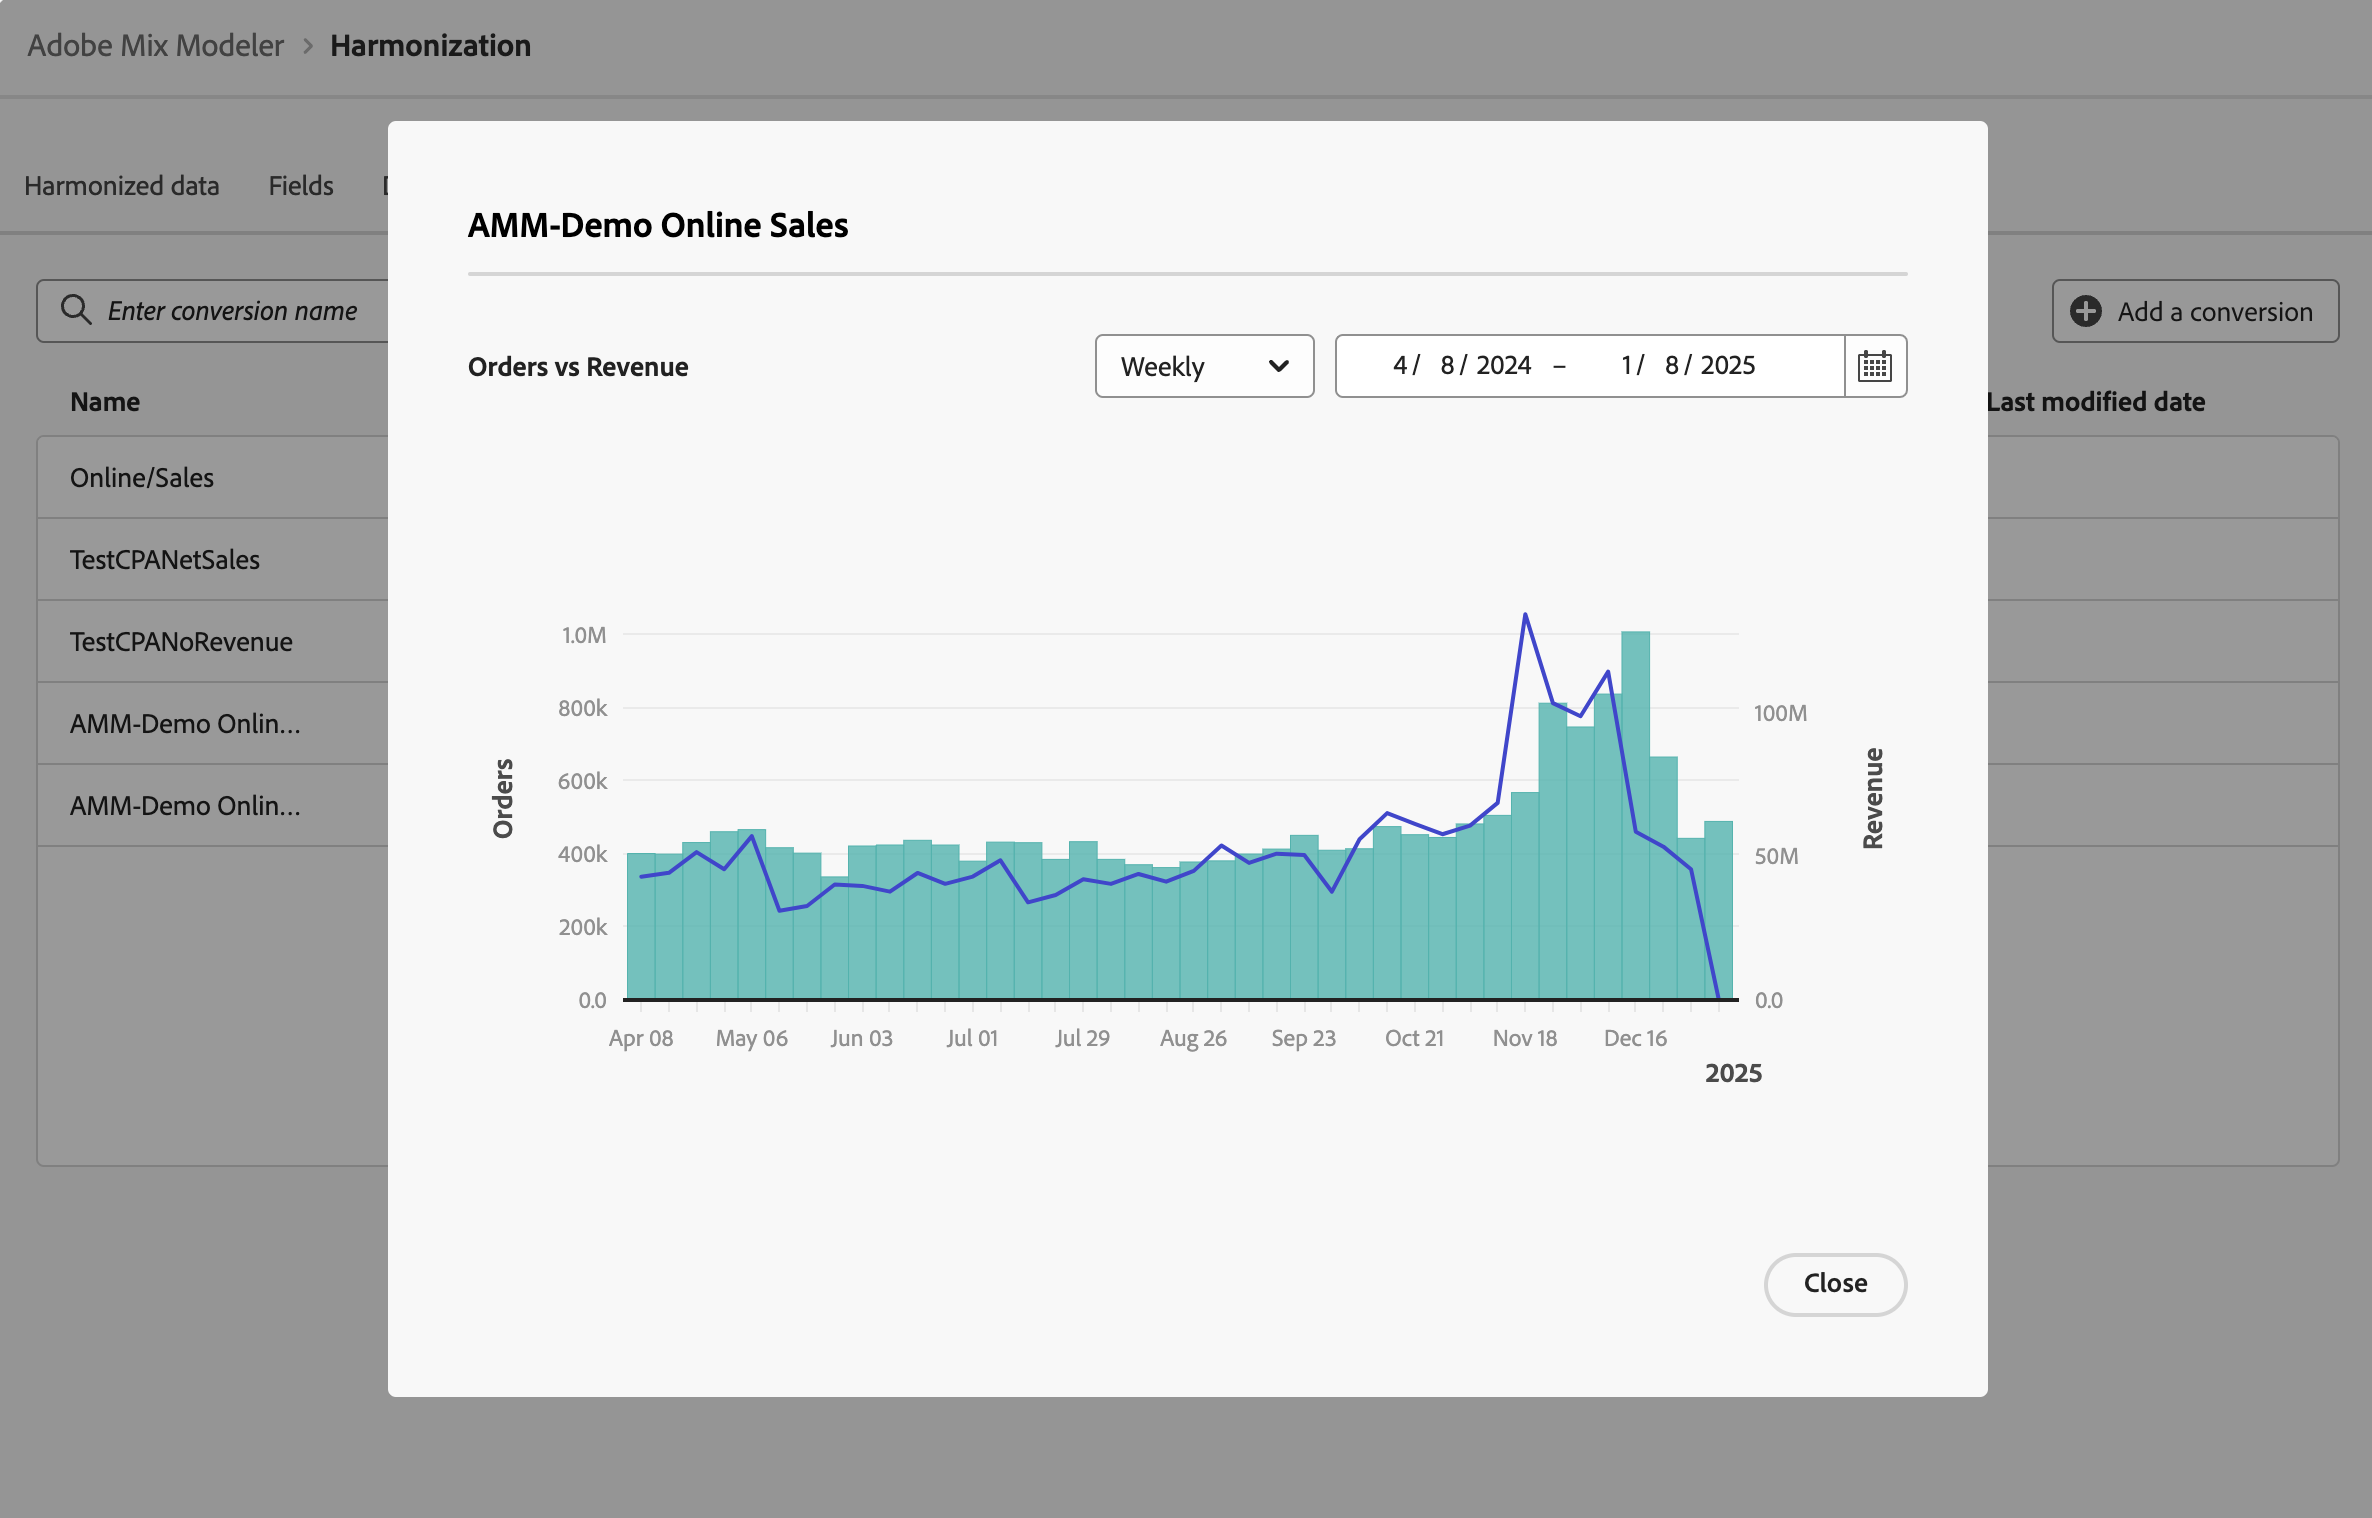 Adobe Mix Modeler > Harmonization
Harmonized data Fields
AMM-Demo Online Sales
Enter conversion name
Add a conversion
Orders vs Revenue
Weekly
4/ 8/ 2024 – 1/ 8/ 2025
Name
Last modified date
Online/Sales
TestCPANetSales
TestCPANoRevenue
AMM-Demo Onlin...
AMM-Demo Onlin...
1.0M
800k
600k
400k
200k
0.0
Orders
100M
50M
0.0
Revenue
Apr 08 May 06 Jun 03 Jul 01 Jul 29 Aug 26 Sep 23 Oct 21 Nov 18 Dec 16
2025
Close